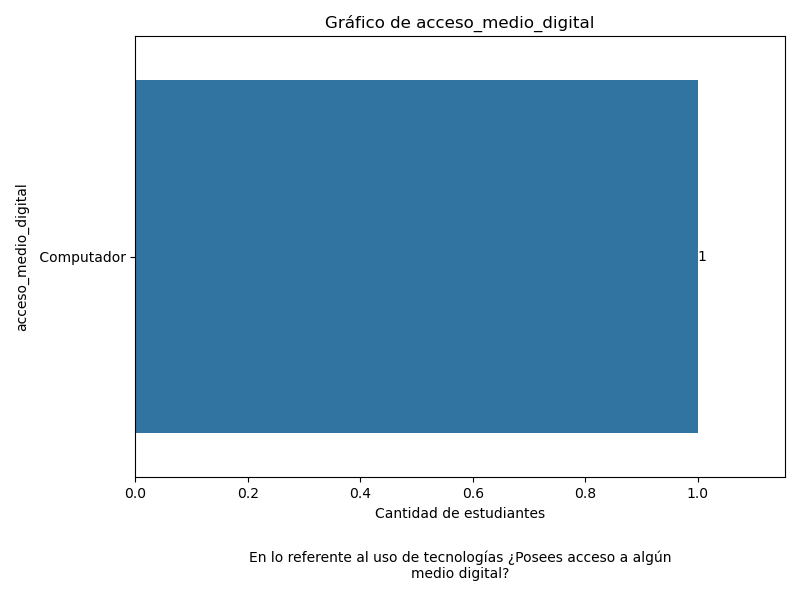 Gráfico de acceso_medio_digital
acceso_medio_digital
Computador
1
0.0 0.2 0.4 0.6 0.8 1.0
Cantidad de estudiantes
En lo referente al uso de tecnologías ¿Posees acceso a algún
medio digital?